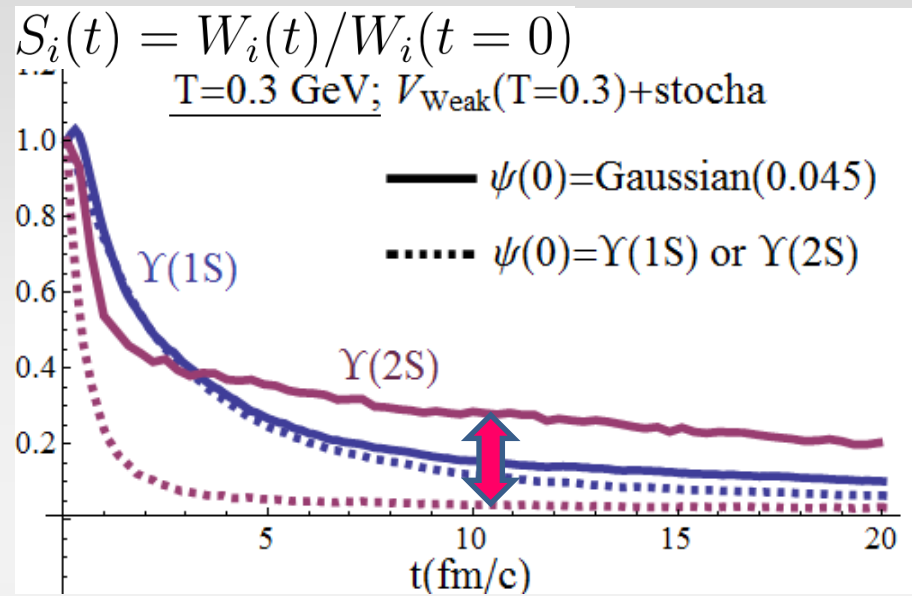 S_i(t) = W_i(t)/W_i(t = 0)
T=0.3 GeV; V_Weak(T=0.3)+stocha
1.0
ψ(0)=Gaussian(0.045)
0.8
ψ(0)=ϒ(1S) or ϒ(2S)
ϒ(1S)
0.6
0.4
ϒ(2S)
0.2
5 10 15 20
t(fm/c)